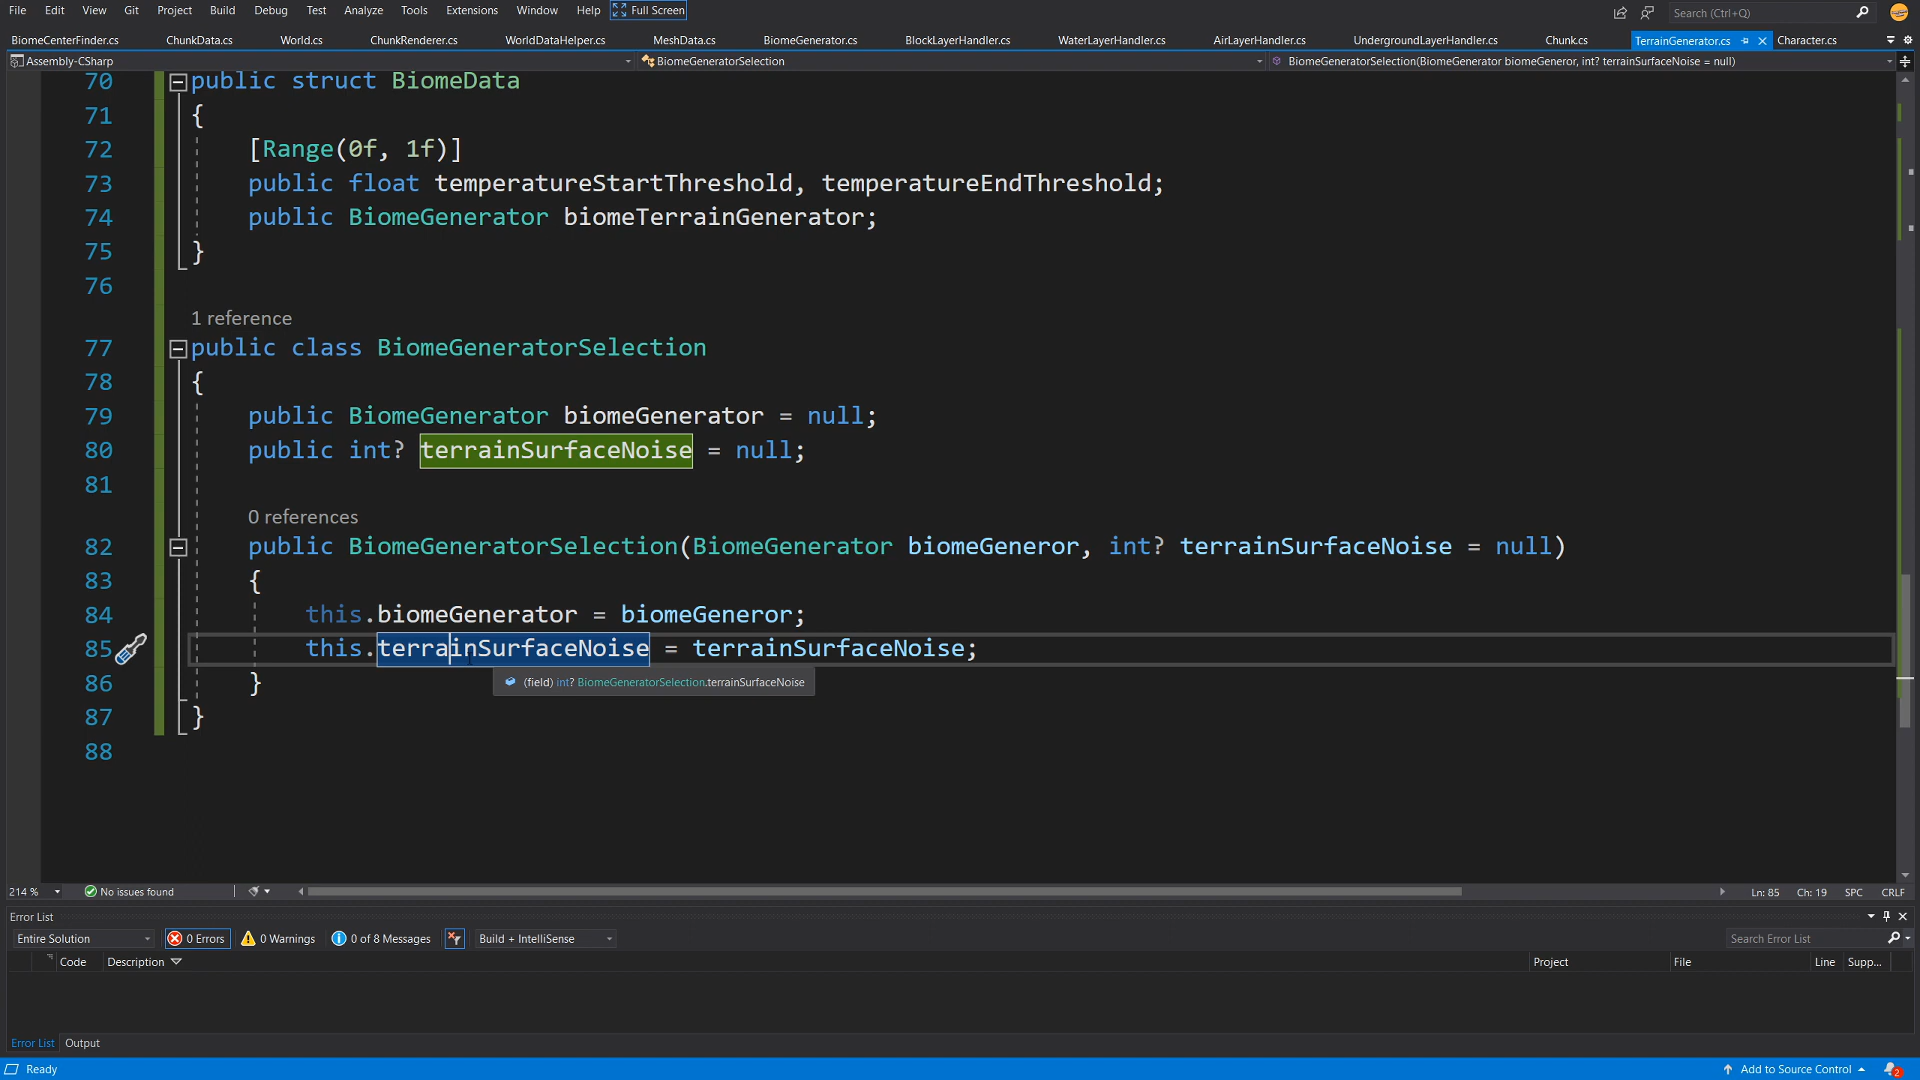 File Edit View Git Project Build Debug Test Analyze Tools Extensions Window Help Full Screen Search (Ctrl+Q)
BiomeCenterFinder.cs ChunkData.cs World.cs ChunkRenderer.cs WorldDataHelper.cs MeshData.cs BiomeGenerator.cs BlockLayerHandler.cs WaterLayerHandler.cs AirLayerHandler.cs UndergroundLayerHandler.cs Chunk.cs TerrainGenerator.cs Character.cs
Assembly-CSharp BiomeGeneratorSelection BiomeGeneratorSelection(BiomeGenerator biomeGeneror, int? terrainSurfaceNoise = null)
70 public struct BiomeData
71 {
72 [Range(0f, 1f)]
73 public float temperatureStartThreshold, temperatureEndThreshold;
74 public BiomeGenerator biomeTerrainGenerator;
75 }
76
1 reference
77 public class BiomeGeneratorSelection
78 {
79 public BiomeGenerator biomeGenerator = null;
80 public int? terrainSurfaceNoise = null;
81
0 references
82 public BiomeGeneratorSelection(BiomeGenerator biomeGeneror, int? terrainSurfaceNoise = null)
83 {
84 this.biomeGenerator = biomeGeneror;
85 this.terrainSurfaceNoise = terrainSurfaceNoise;
86 }
(field) int? BiomeGeneratorSelection.terrainSurfaceNoise
87 }
88
214 % No issues found Ln: 85 Ch: 19 SPC CRLF
Error List
Entire Solution 0 Errors 0 Warnings 0 of 8 Messages Build + IntelliSense Search Error List
Code Description Project File Line Supp...
Error List Output
Ready Add to Source Control 2